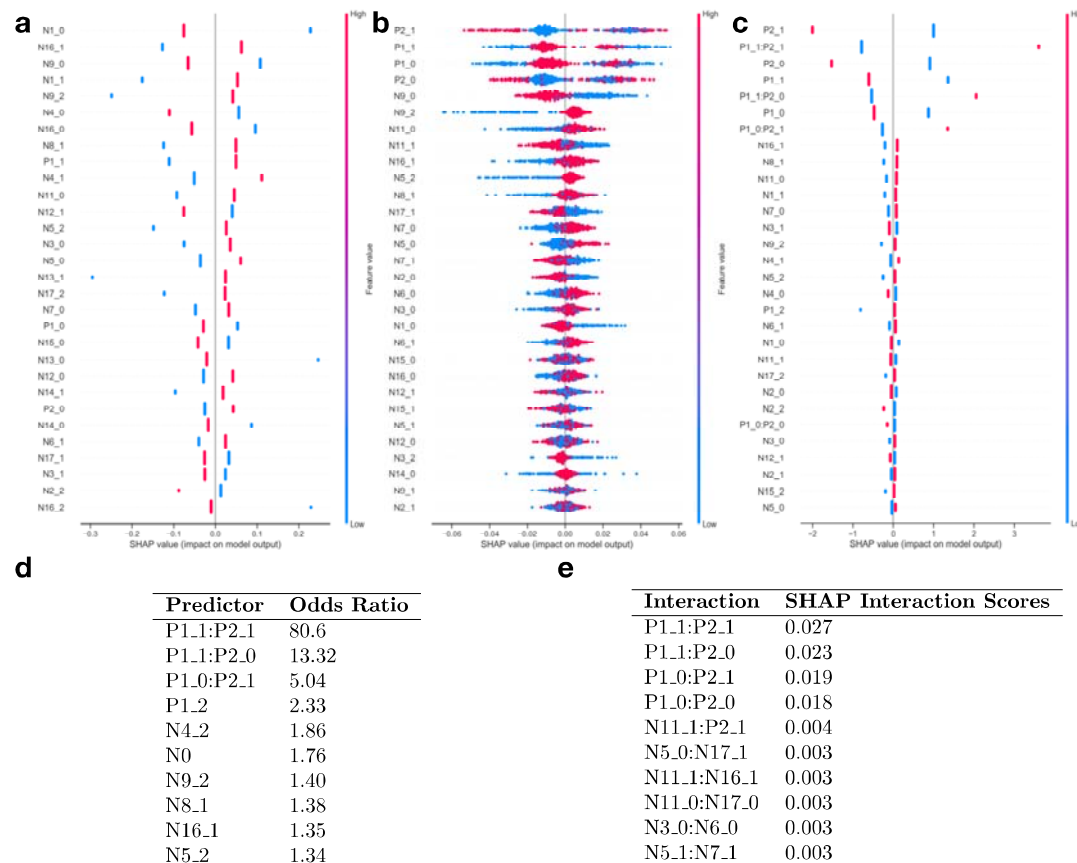 a
High
N1_0
N16_1
N9_0
N1_1
N9_2
N4_0
N16_0
N8_1
P1_1
N4_1
N11_0
N12_1
N5_2
N3_0
N5_0
N13_1
N17_2
N7_0
P1_0
N15_0
N13_0
N12_0
N14_1
P2_0
N14_0
N6_1
N17_1
N3_1
N2_2
N16_2
Low
Feature value
-0.3
-0.2
-0.1
0.0
0.1
0.2
SHAP value (impact on model output)
b
High
P2_1
P1_1
P1_0
P2_0
N9_0
N9_2
N11_0
N11_1
N16_1
N5_2
N8_1
N17_1
N7_0
N5_0
N7_1
N2_0
N6_0
N3_0
N1_0
N6_1
N15_0
N16_0
N12_1
N15_1
N5_1
N12_0
N3_2
N14_0
N9_1
N2_1
Low
Feature value
-0.06
-0.04
-0.02
0.00
0.02
0.04
0.06
SHAP value (impact on model output)
c
P2_1
P1_1:P2_1
P2_0
P1_1
P1_1:P2_0
P1_0
P1_0:P2_1
N16_1
N8_1
N11_0
N1_1
N7_0
N3_1
N9_2
N4_1
N5_2
N4_0
P1_2
N6_1
N1_0
N11_1
N17_2
N2_0
N2_2
P1_0:P2_0
N3_0
N12_1
N2_1
N15_2
N5_0
−2
−1
0
1
2
3
SHAP value (impact on model output)
d
Predictor Odds Ratio
P1_1:P2_1 80.6
P1_1:P2_0 13.32
P1_0:P2_1 5.04
P1_2 2.33
N4_2 1.86
N0 1.76
N9_2 1.40
N8_1 1.38
N16_1 1.35
N5_2 1.34
e
Interaction SHAP Interaction Scores
P1_1:P2_1 0.027
P1_1:P2_0 0.023
P1_0:P2_1 0.019
P1_0:P2_0 0.018
N11_1:P2_1 0.004
N5_0:N17_1 0.003
N11_1:N16_1 0.003
N11_0:N17_0 0.003
N3_0:N6_0 0.003
N5_1:N7_1 0.003